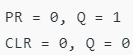 PR = 0, Q = 1
CLR = 0, Q = 0